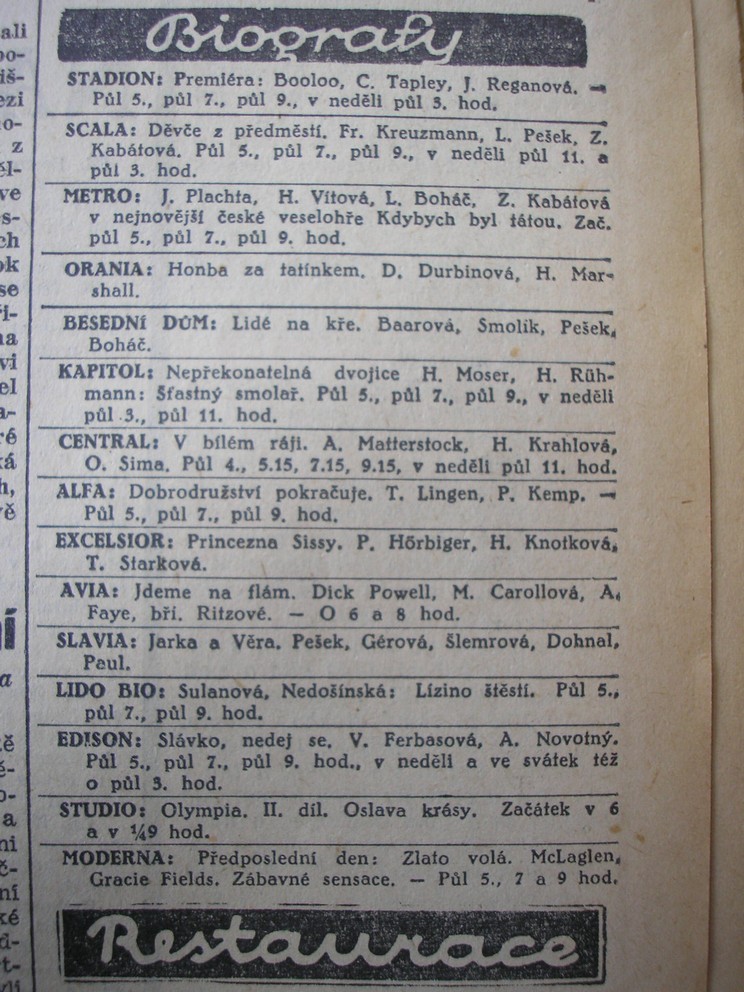 Biografy
STADION: Premiéra: Booloo, C. Tapley, J. Reganová. —
Půl 5., půl 7., půl 9., v neděli půl 3. hod.
SCALA: Děvče z předměstí. Fr. Kreuzmann, L. Pešek, Z.
Kabátová. Půl 5., půl 7., půl 9., v neděli půl 11. a
půl 3. hod.
METRO: J. Plachta, H. Vítová, L. Boháč, Z. Kabátová
v nejnovější české veselohře Kdybych byl tátou. Zač.
půl 5., půl 7., půl 9. hod.
ORANIA: Honba za tatínkem. D. Durbinová, H. Mar-
shall.
BESEDNÍ DŮM: Lidé na kře. Baarová, Smolík, Pešek,
Boháč.
KAPITOL: Nepřekonatelná dvojice H. Moser, H. Rüh-
mann: Šťastný smolař. Půl 5., půl 7., půl 9., v neděli
půl 3., půl 11. hod.
CENTRAL: V bílém ráji. A. Matterstock, H. Krahlová,
O. Sima. Půl 4., 5.15, 7.15, 9.15, v neděli půl 11. hod.
ALFA: Dobrodružství pokračuje. T. Lingen, P. Kemp. —
Půl 5., půl 7., půl 9. hod.
EXCELSIOR: Princezna Sissy. P. Hörbiger, H. Knotková,
T. Starková.
AVIA: Jdeme na flám. Dick Powell, M. Carollová, A.
Faye, bří. Ritzové. — O 6 a 8 hod.
SLAVIA: Jarka a Věra. Pešek, Gérová, Šlemrová, Dohnal,
Paul.
LIDO BIO: Sulanová, Nedošínská: Lízino štěstí. Půl 5.,
půl 7., půl 9. hod.
EDISON: Slávko, nedej se. V. Ferbasová, A. Novotný.
Půl 5., půl 7., půl 9. hod., v neděli a ve svátek též
o půl 3. hod.
STUDIO: Olympia. II. díl. Oslava krásy. Začátek v 6
a v ¼9 hod.
MODERNA: Předposlední den: Zlato volá. McLaglen,
Gracie Fields. Zábavné sensace. — Půl 5., 7 a 9 hod.
Restaurace